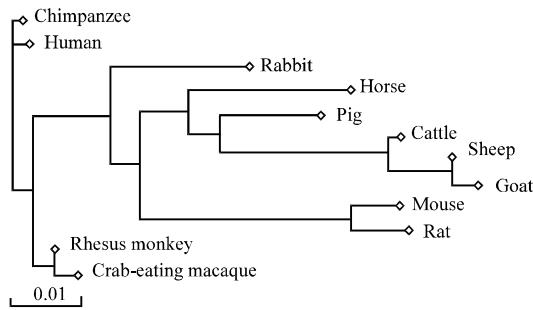 Chimpanzee
Human
Rabbit
Horse
Pig
Cattle
Sheep
Goat
Mouse
Rat
Rhesus monkey
Crab-eating macaque
0.01